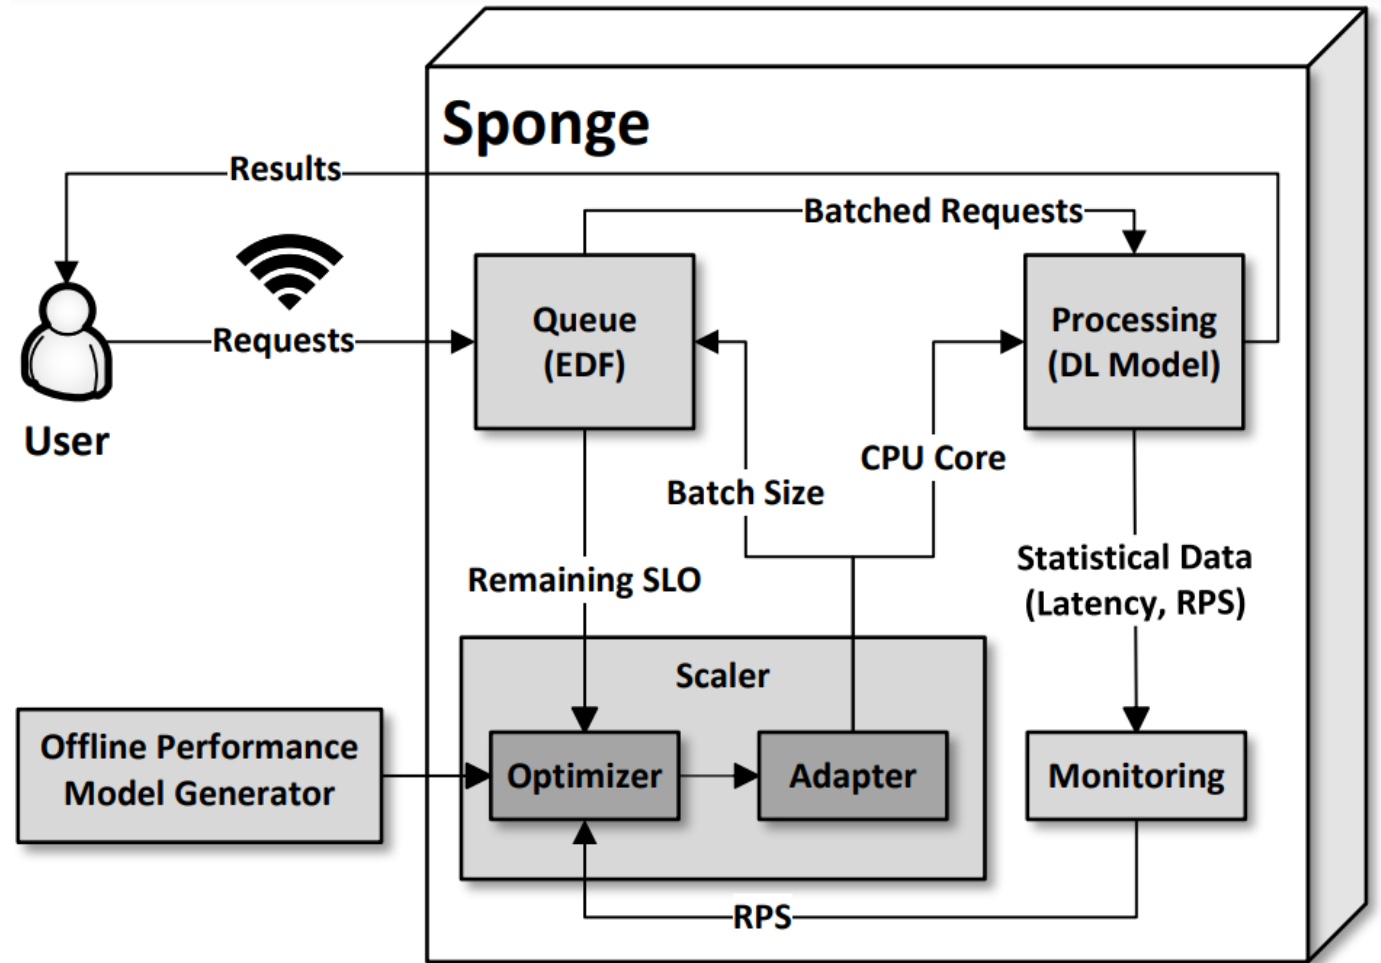 Sponge
Results
Batched Requests
Queue
(EDF)
Processing
(DL Model)
Requests
User
CPU Core
Batch Size
Statistical Data
(Latency, RPS)
Remaining SLO
Scaler
Offline Performance
Model Generator
Optimizer
Adapter
Monitoring
RPS